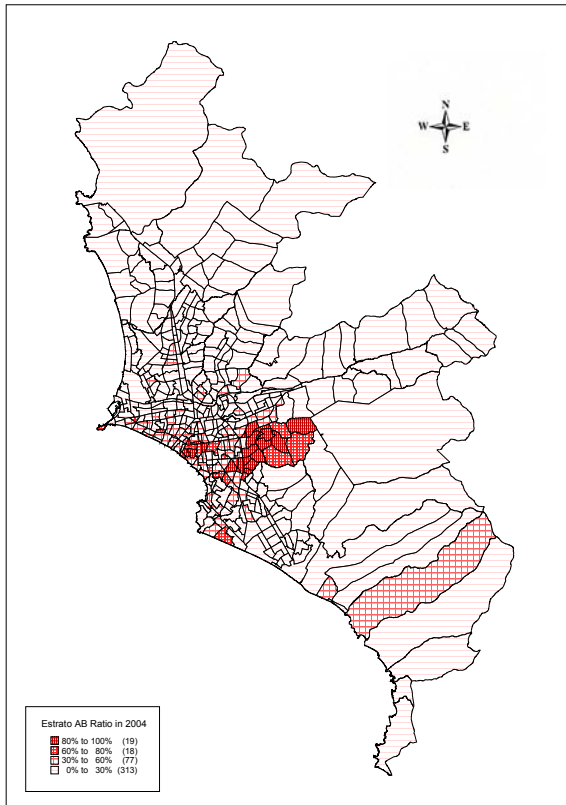 N
W E
S
Estrato AB Ratio in 2004
80% to 100% (19)
60% to 80% (18)
30% to 60% (77)
0% to 30% (313)